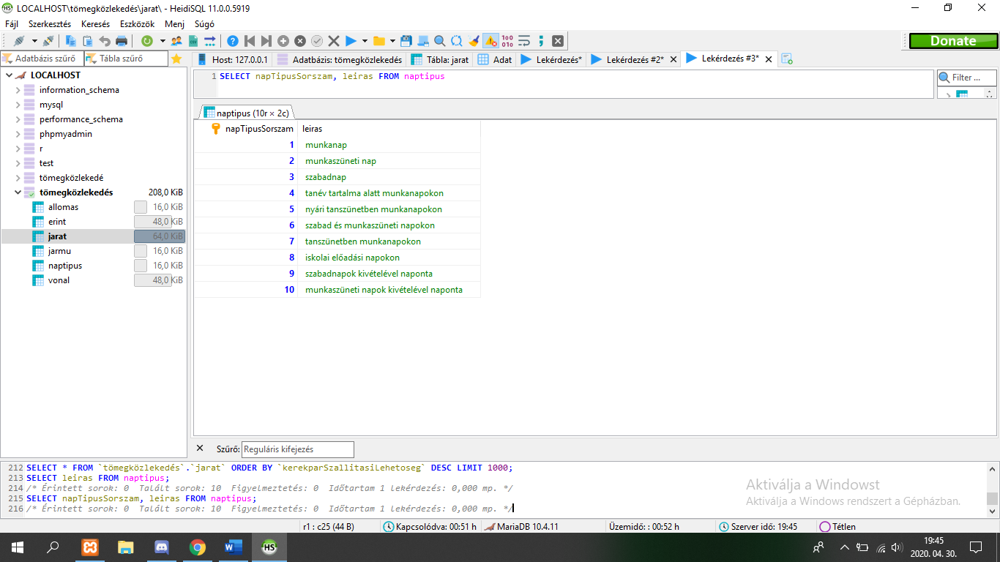 LOCALHOST\tömegközlekedés\jarat\ - HeidiSQL 11.0.0.5919
Fájl Szerkesztés Keresés Eszközök Menj Súgó
Donate
Adatbázis szűrő Tábla szűrő
Host: 127.0.0.1 Adatbázis: tömegközlekedés Tábla: jarat Adat Lekérdezés* Lekérdezés #2* Lekérdezés #3*
LOCALHOST
information_schema
mysql
performance_schema
phpmyadmin
r
test
tömegközlekedé
tömegközlekedés 208,0 KiB
allomas 16,0 KiB
erint 48,0 KiB
jarat 64,0 KiB
jarmu 16,0 KiB
naptipus 16,0 KiB
vonal 48,0 KiB
1 SELECT napTipusSorszam, leiras FROM naptipus
Filter ...
naptipus (10r × 2c)
napTipusSorszam leiras
1 munkanap
2 munkaszüneti nap
3 szabadnap
4 tanév tartalma alatt munkanapokon
5 nyári tanszünetben munkanapokon
6 szabad és munkaszüneti napokon
7 tanszünetben munkanapokon
8 iskolai előadási napokon
9 szabadnapok kivételével naponta
10 munkaszüneti napok kivételével naponta
Szűrő: Reguláris kifejezés
212 SELECT * FROM `tömegközlekedés`.`jarat` ORDER BY `kerekparSzallitasiLehetoseg` DESC LIMIT 1000;
213 SELECT leiras FROM naptipus;
214 /* Érintett sorok: 0 Talált sorok: 10 Figyelmeztetés: 0 Időtartam 1 lekérdezés: 0,000 mp. */
215 SELECT napTipusSorszam, leiras FROM naptipus;
216 /* Érintett sorok: 0 Talált sorok: 10 Figyelmeztetés: 0 Időtartam 1 lekérdezés: 0,000 mp. */
Aktiválja a Windowst
Aktiválja a Windows rendszert a Gépházban.
r1 : c25 (44 B) Kapcsolódva: 00:51 h MariaDB 10.4.11 Üzemidő: : 00:52 h Szerver idő: 19:45 Tétlen
HS
19:45
2020. 04. 30.